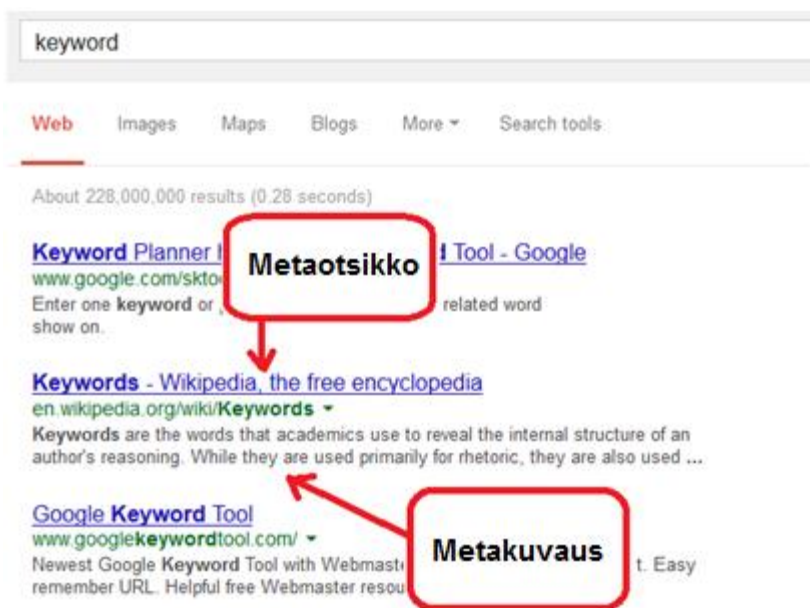 keyword
Web Images Maps Blogs More Search tools
About 228,000,000 results (0.28 seconds)
Keyword Planner Tool - Google
Metaotsikko
www.google.com/skto
Enter one keyword or related word
show on.
Keywords - Wikipedia, the free encyclopedia
en.wikipedia.org/wiki/Keywords
Keywords are the words that academics use to reveal the internal structure of an
author's reasoning. While they are used primarily for rhetoric, they are also used ...
Google Keyword Tool
www.googlekeywordtool.com/
Newest Google Keyword Tool with t. Easy
Metakuvaus
remember URL. Helpful free Webmaster